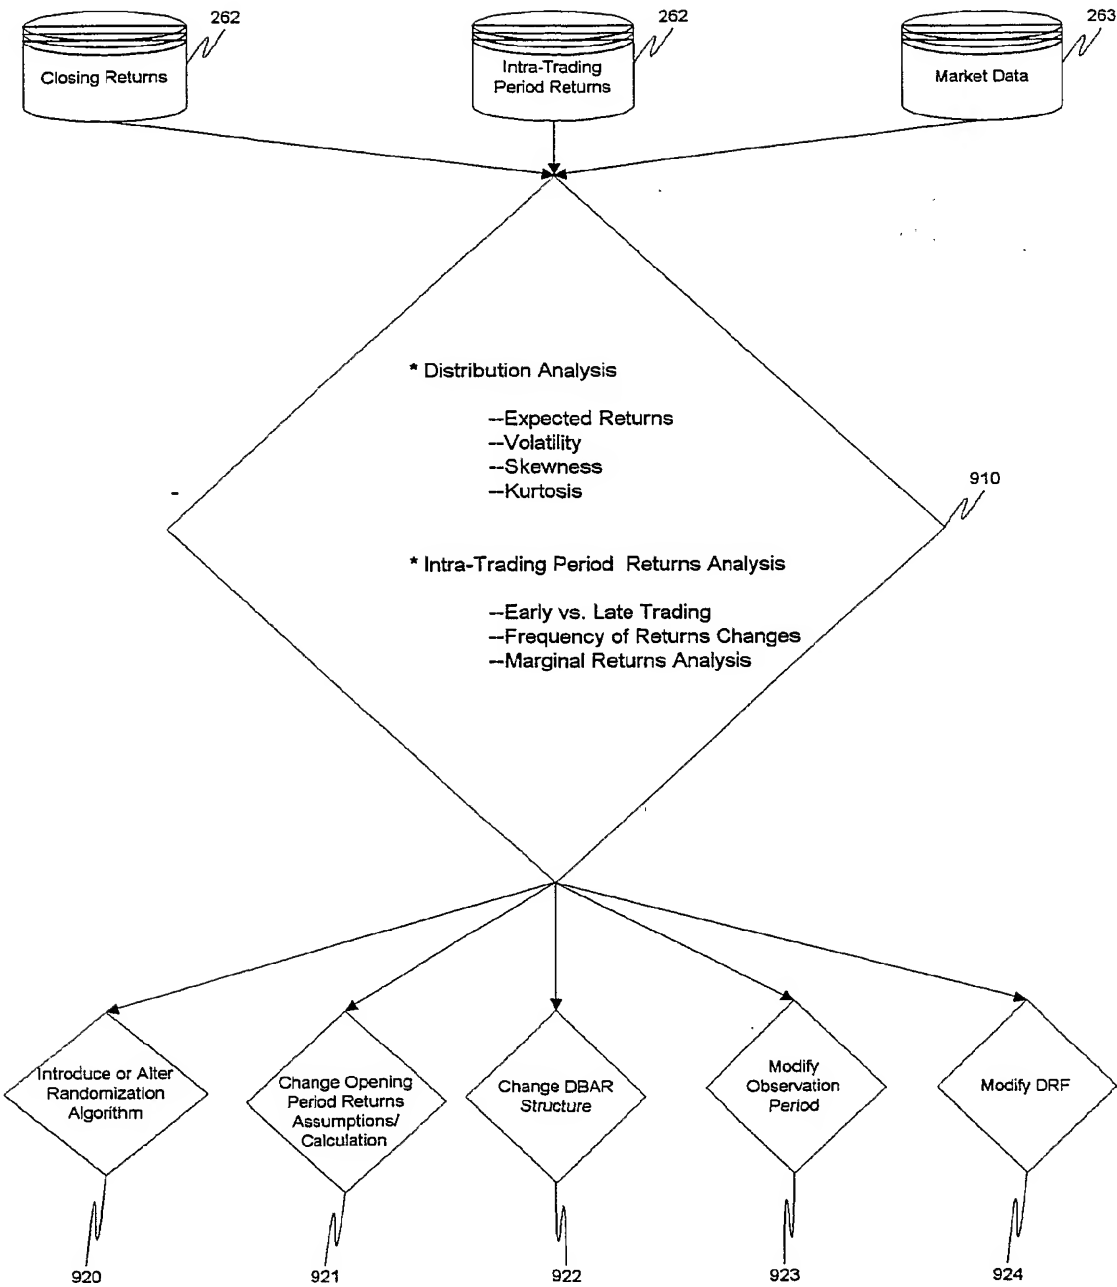 262
262
263
Closing Returns
Intra-Trading
Period Returns
Market Data
* Distribution Analysis
--Expected Returns
--Volatility
--Skewness
--Kurtosis
910
* Intra-Trading Period Returns Analysis
--Early vs. Late Trading
--Frequency of Returns Changes
--Marginal Returns Analysis
Introduce or Alter
Randomization
Algorithm
Change Opening
Period Returns
Assumptions/
Calculation
Change DBAR
Structure
Modify
Observation
Period
Modify DRF
920
921
922
923
924